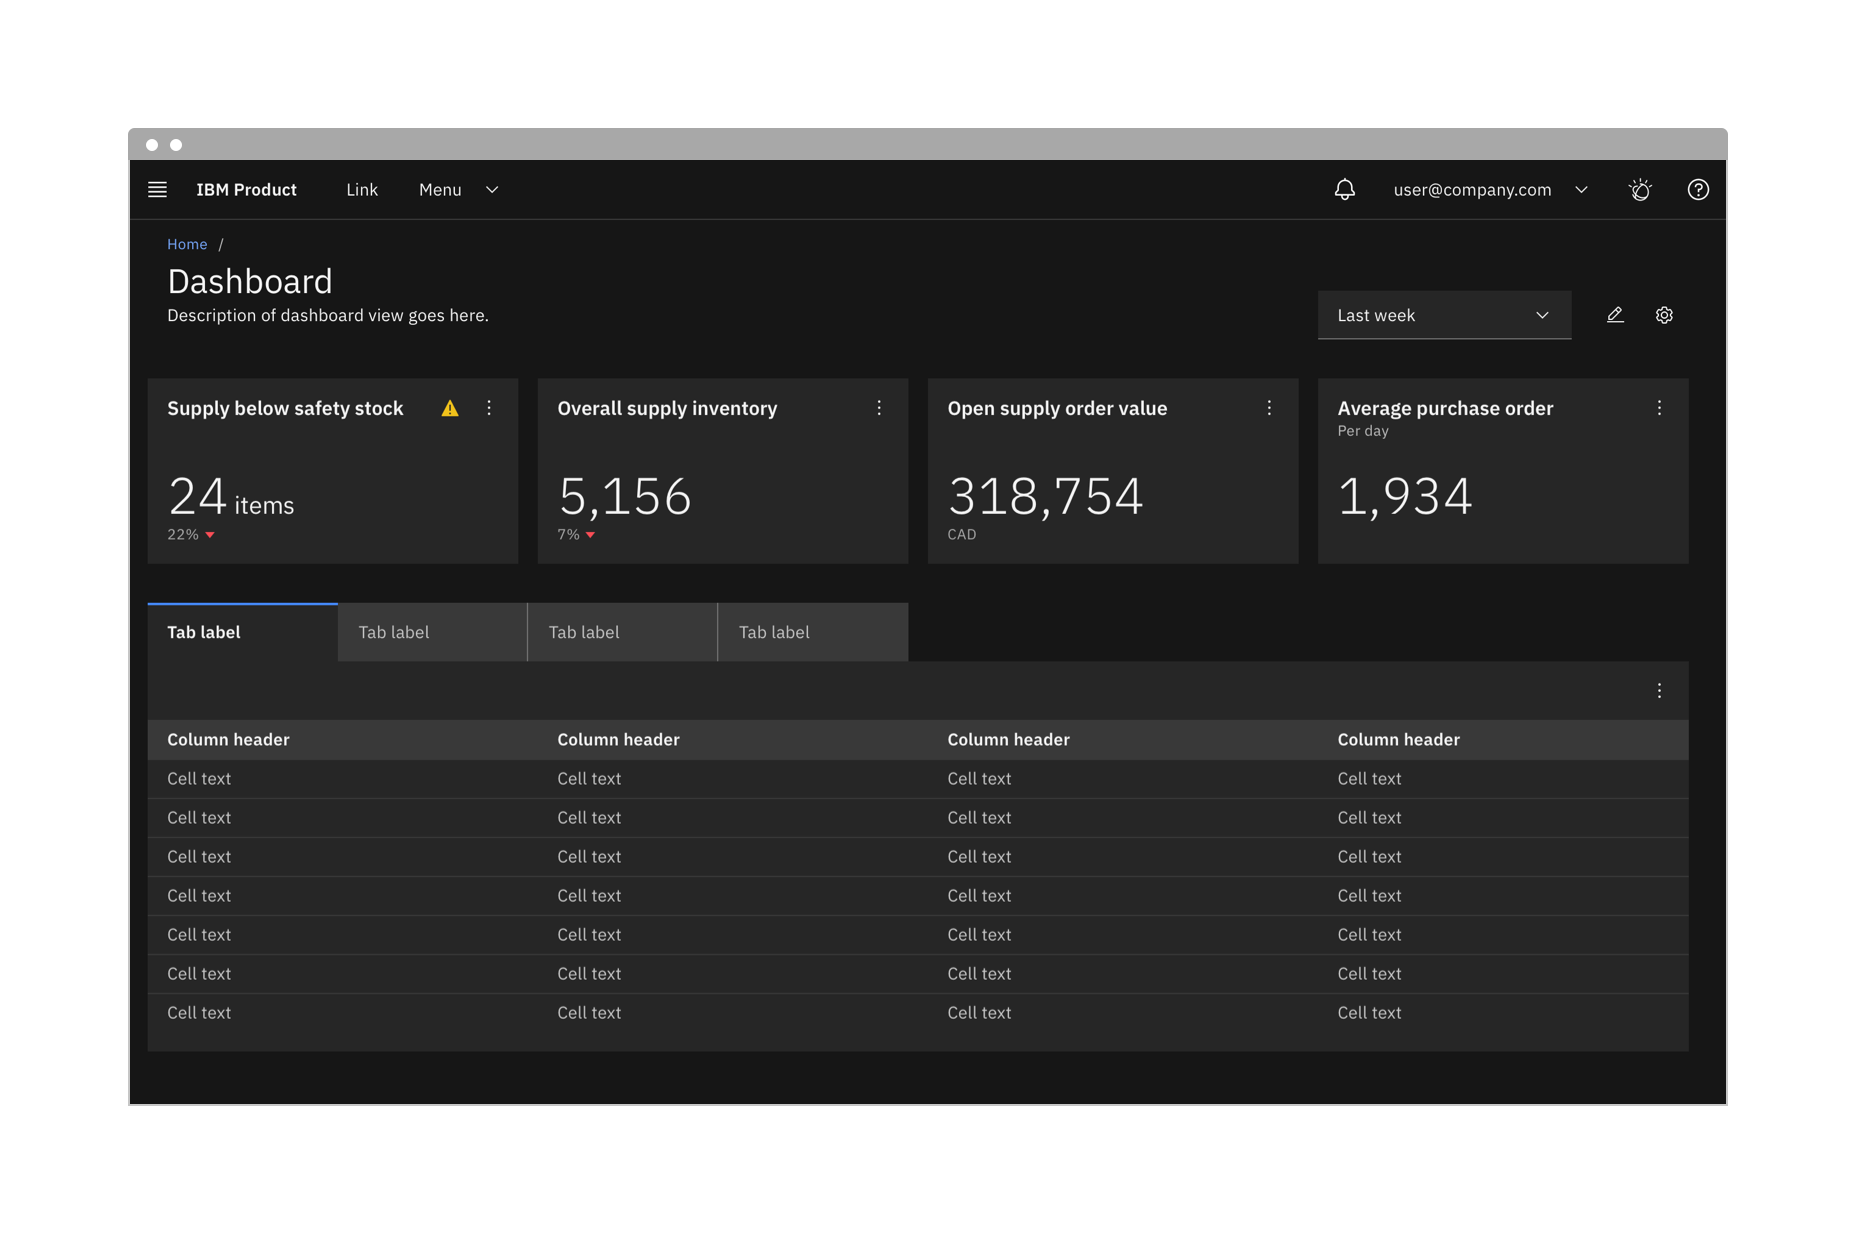 IBM Product Link Menu user@company.com
Home /
Dashboard
Description of dashboard view goes here.
Last week
Supply below safety stock
24 items
22%
Overall supply inventory
5,156
7%
Open supply order value
318,754
CAD
Average purchase order
Per day
1,934
Tab label Tab label Tab label Tab label
Column header Column header Column header Column header
Cell text Cell text Cell text Cell text
Cell text Cell text Cell text Cell text
Cell text Cell text Cell text Cell text
Cell text Cell text Cell text Cell text
Cell text Cell text Cell text Cell text
Cell text Cell text Cell text Cell text
Cell text Cell text Cell text Cell text